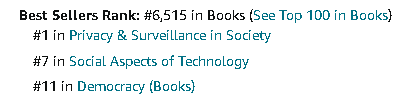 Best Sellers Rank: #6,515 in Books (See Top 100 in Books)
#1 in Privacy & Surveillance in Society
#7 in Social Aspects of Technology
#11 in Democracy (Books)